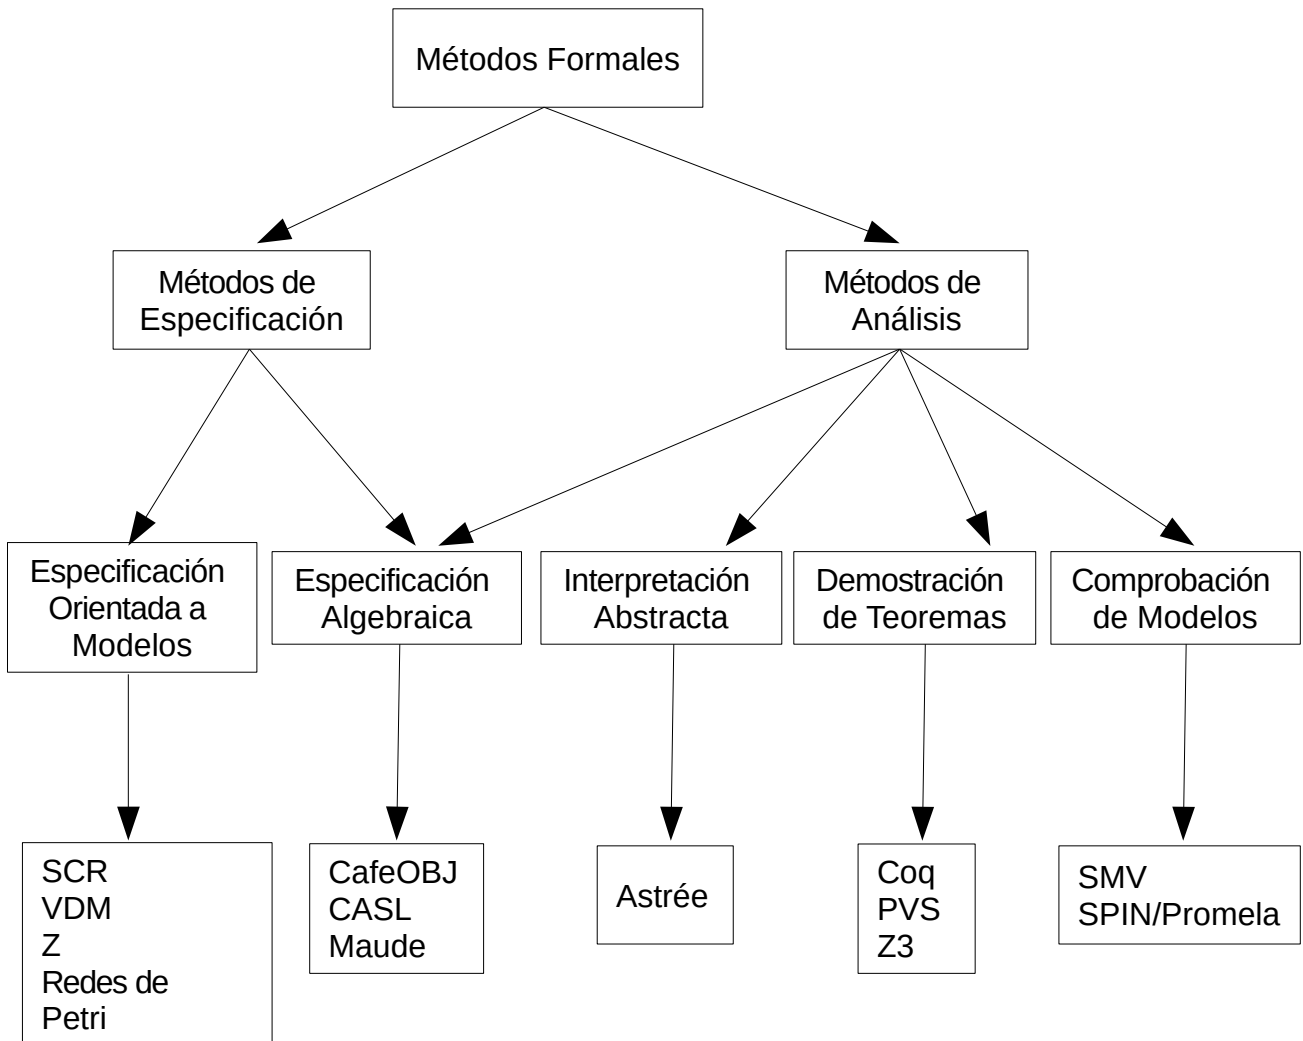 Métodos Formales
Métodos de
Especificación
Métodos de
Análisis
Especificación
Orientada a
Modelos
Especificación
Algebraica
Interpretación
Abstracta
Demostración
de Teoremas
Comprobación
de Modelos
SCR
VDM
Z
Redes de
Petri
CafeOBJ
CASL
Maude
Astrée
Coq
PVS
Z3
SMV
SPIN/Promela